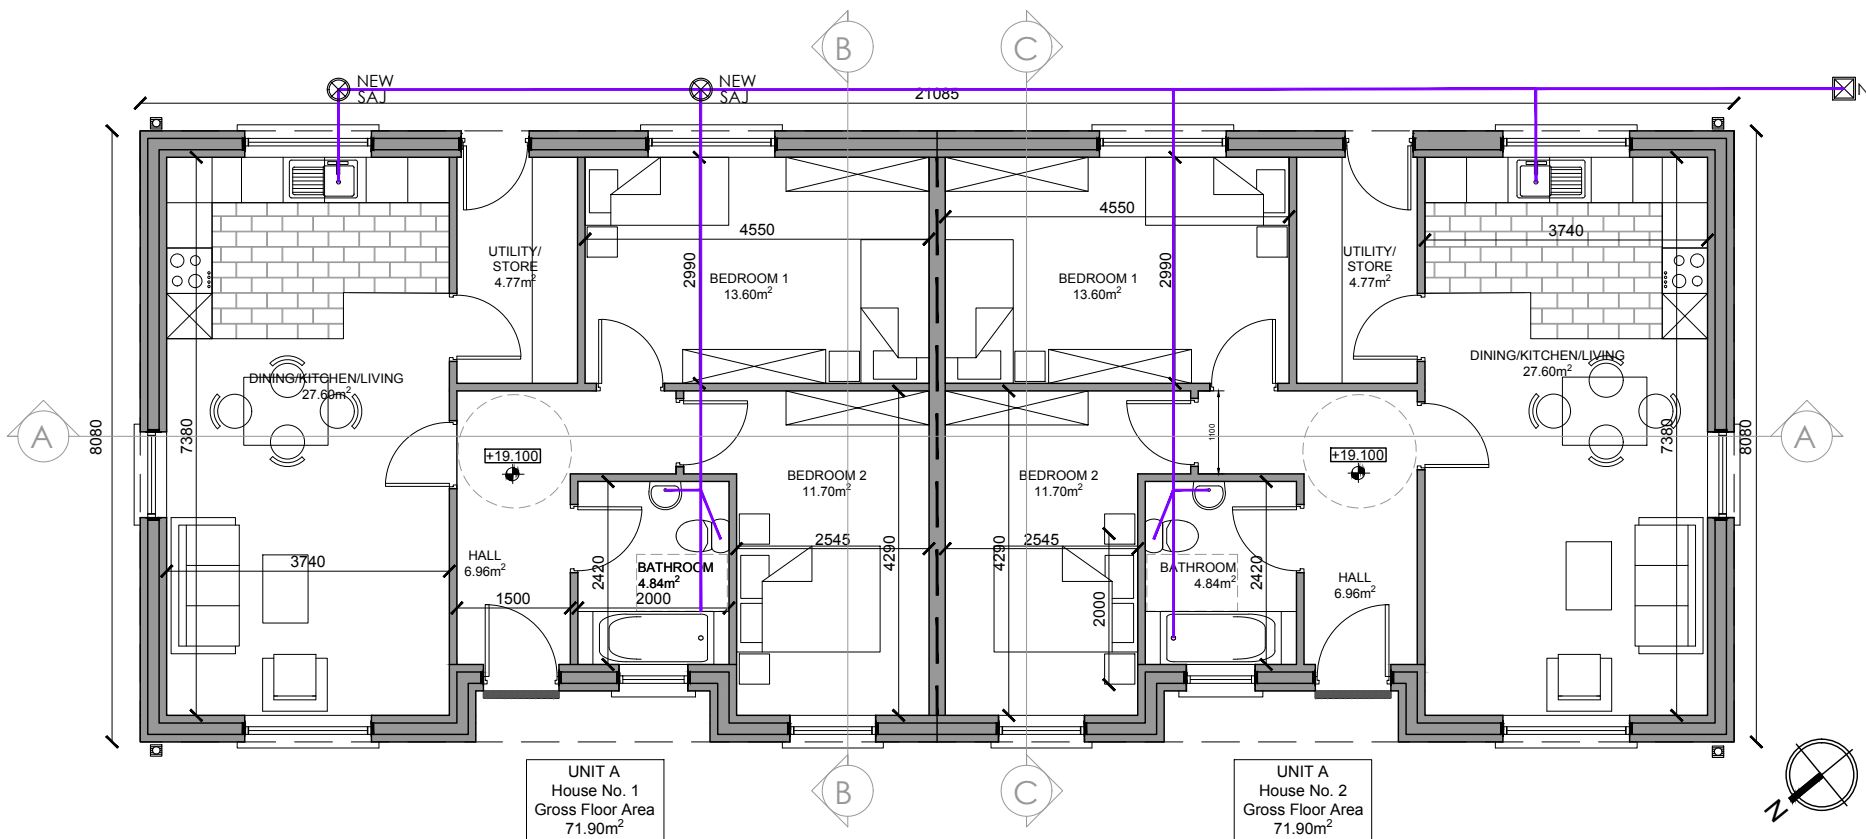 B
C
NEW
SAJ
NEW
SAJ
N
21085
4550
4550
3740
UTILITY/
STORE
4.77m²
2990
BEDROOM 1
13.60m²
BEDROOM 1
13.60m²
2990
UTILITY/
STORE
4.77m²
DINING/KITCHEN/LIVING
27.60m²
DINING/KITCHEN/LIVING
27.60m²
A
8080
7380
+19.100
1100
+19.100
7380
8080
A
BEDROOM 2
11.70m²
BEDROOM 2
11.70m²
2545
4290
4290
2545
3740
HALL
6.96m²
2420
BATHROOM
4.84m²
BATHROOM
4.84m²
2420
HALL
6.96m²
1500
2000
2000
UNIT A
House No. 1
Gross Floor Area
71.90m²
B
C
UNIT A
House No. 2
Gross Floor Area
71.90m²
N